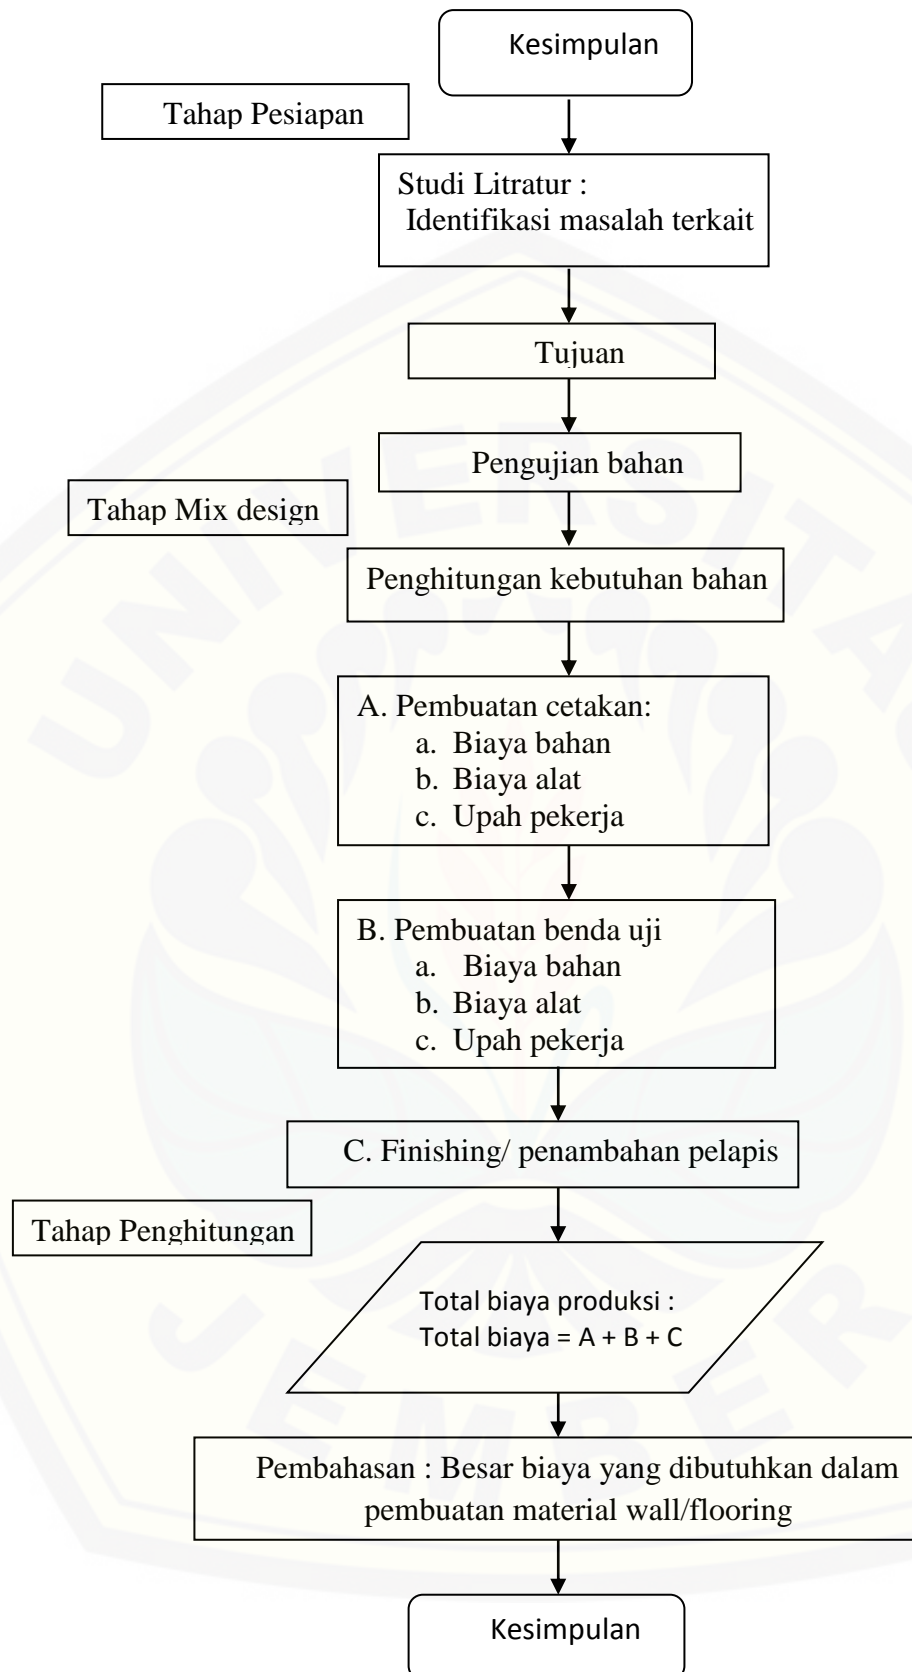 Kesimpulan
Tahap Pesiapan
Studi Litratur :
Identifikasi masalah terkait
Tujuan
Pengujian bahan
Tahap Mix design
Penghitungan kebutuhan bahan
A. Pembuatan cetakan:
a. Biaya bahan
b. Biaya alat
c. Upah pekerja
B. Pembuatan benda uji
a. Biaya bahan
b. Biaya alat
c. Upah pekerja
C. Finishing/ penambahan pelapis
Tahap Penghitungan
Total biaya produksi :
Total biaya = A + B + C
Pembahasan : Besar biaya yang dibutuhkan dalam
pembuatan material wall/flooring
Kesimpulan
UNIVERSITAS
JEMBER